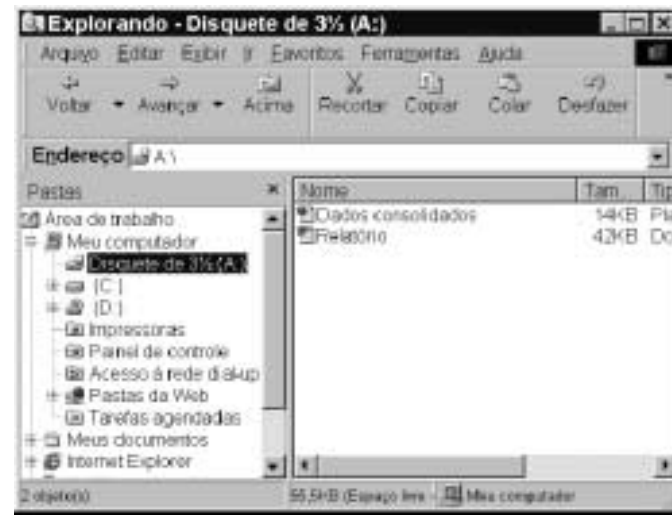 Explorando - Disquete de 3½ (A:)
Arquivo Editar Exibir Ir Favoritos Ferramentas Ajuda
Voltar Avançar Acima Recortar Copiar Colar Desfazer
Endereço A:\
Pastas
Nome Tam... Tip
Área de trabalho
Meu computador
Disquete de 3½ (A:)
(C:)
(D:)
Impressoras
Painel de controle
Acesso à rede dial-up
Pastas da Web
Tarefas agendadas
Meus documentos
Internet Explorer
Dados consolidados 14KB Pla
Relatório 42KB Do
2 objeto(s) 55,5KB (Espaço livre - Meu computador